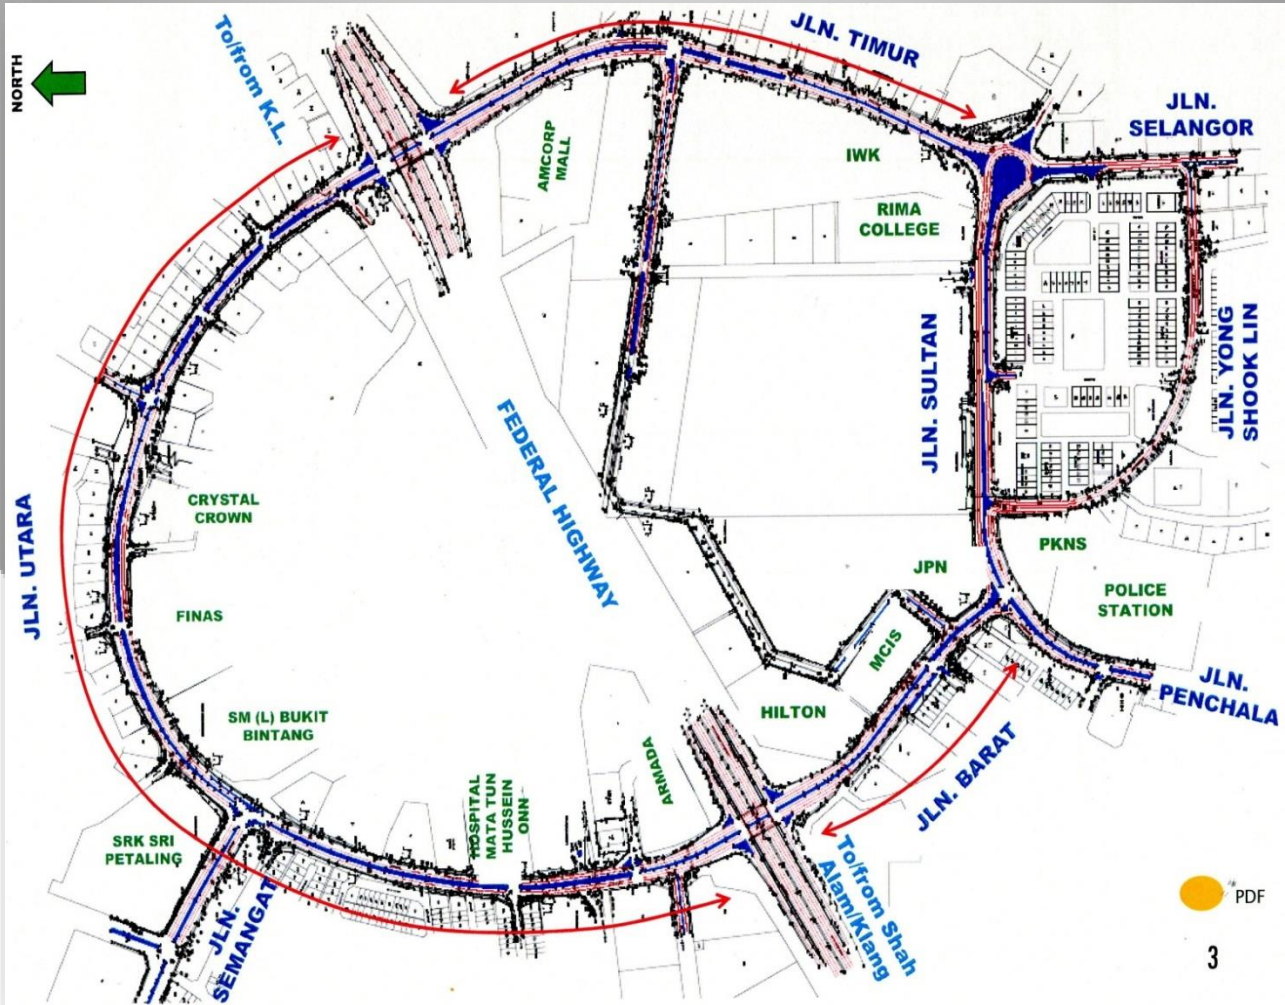 NORTH
To/from K.L.
JLN. TIMUR
JLN.
SELANGOR
AMCORP
MALL
IWK
RIMA
COLLEGE
JLN. SULTAN
JLN. YONG
SHOOK LIN
FEDERAL HIGHWAY
JLN. UTARA
CRYSTAL
CROWN
FINAS
SM (L) BUKIT
BINTANG
JPN
PKNS
POLICE
STATION
MCIS
HILTON
JLN.
PENCHALA
ARMADA
HOSPITAL
MATA TUN
HUSSEIN
ONN
JLN. BARAT
SRK SRI
PETALING
JLN.
SEMANGAT
To/from Shah
Alam/Klang
PDF
3